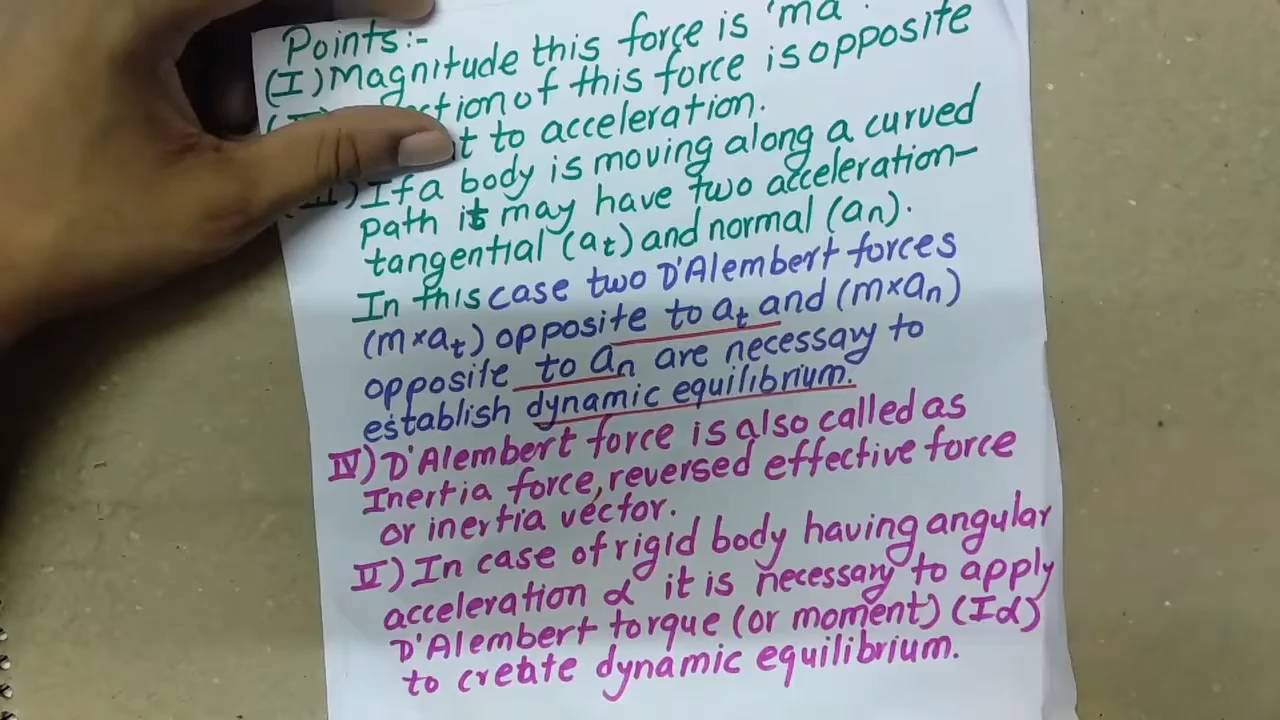 Points:-
(I) Magnitude this force is 'ma'.
ction of this force is opposite
t to acceleration.
) If a body is moving along a curved
path it may have two acceleration-
tangential (at) and normal (an).
In this case two D'Alembert forces
(m×at) opposite to at and (m×an)
opposite to an are necessary to
establish dynamic equilibrium.
IV) D'Alembert force is also called as
Inertia force, reversed effective force
or inertia vector.
V) In case of rigid body having angular
acceleration α it is necessary to apply
D'Alembert torque (or moment) (Iα)
to create dynamic equilibrium.